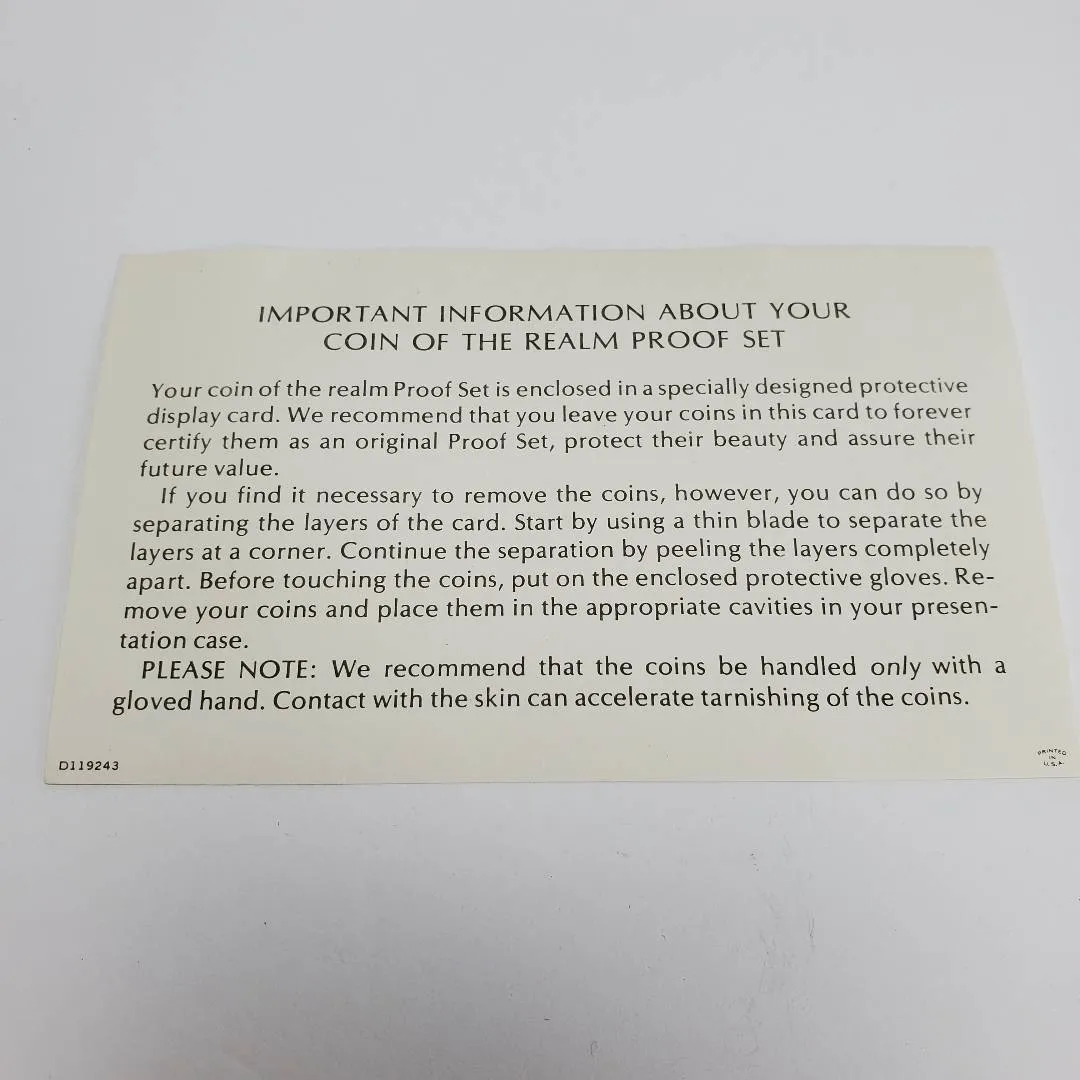 IMPORTANT INFORMATION ABOUT YOUR
COIN OF THE REALM PROOF SET
Your coin of the realm Proof Set is enclosed in a specially designed protective
display card. We recommend that you leave your coins in this card to forever
certify them as an original Proof Set, protect their beauty and assure their
future value.
If you find it necessary to remove the coins, however, you can do so by
separating the layers of the card. Start by using a thin blade to separate the
layers at a corner. Continue the separation by peeling the layers completely
apart. Before touching the coins, put on the enclosed protective gloves. Re-
move your coins and place them in the appropriate cavities in your presen-
tation case.
PLEASE NOTE: We recommend that the coins be handled only with a
gloved hand. Contact with the skin can accelerate tarnishing of the coins.
D119243
PRINTED
IN
U.S.A.